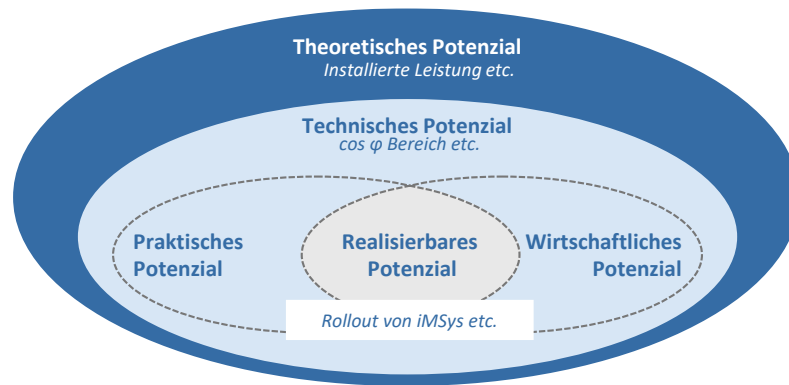 Theoretisches Potenzial
Installierte Leistung etc.
Technisches Potenzial
cos φ Bereich etc.
Praktisches
Potenzial
Realisierbares
Potenzial
Wirtschaftliches
Potenzial
Rollout von iMSys etc.